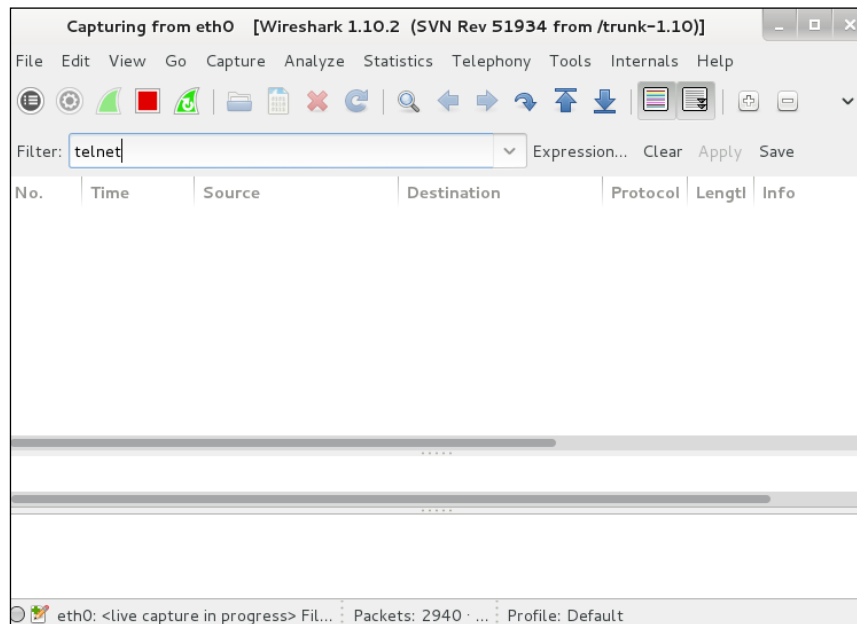 Capturing from eth0 [Wireshark 1.10.2 (SVN Rev 51934 from /trunk-1.10)]
File Edit View Go Capture Analyze Statistics Telephony Tools Internals Help
Filter: telnet Expression... Clear Apply Save
No. Time Source Destination Protocol Lengtl Info
eth0: <live capture in progress> Fil... Packets: 2940 · ... Profile: Default